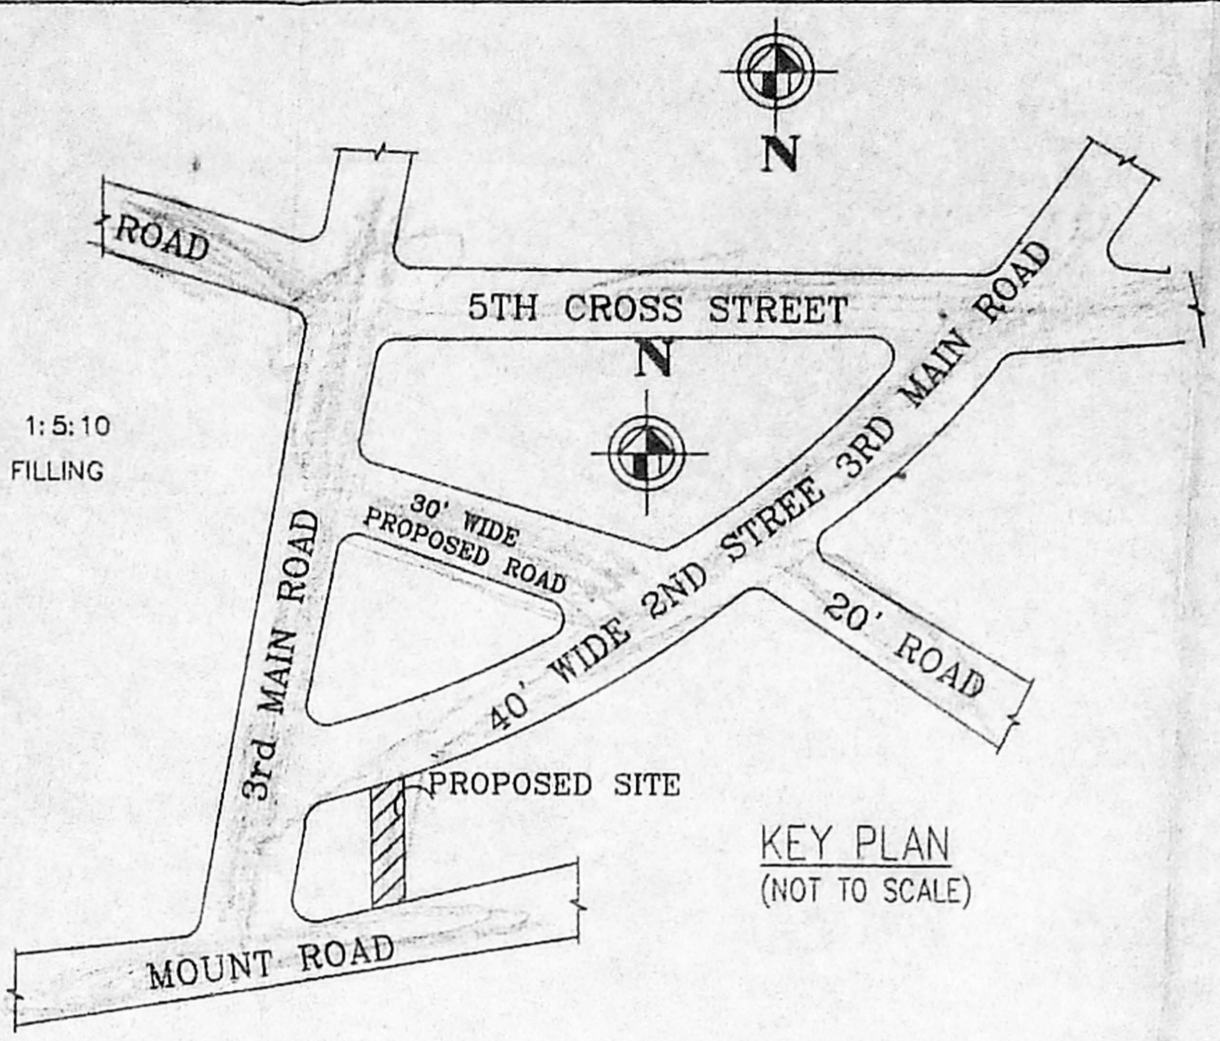 N
ROAD
5TH CROSS STREET
N
1:5:10
FILLING
30' WIDE
PROPOSED ROAD
3rd MAIN ROAD
40' WIDE 2ND STREE 3RD MAIN ROAD
20' ROAD
PROPOSED SITE
KEY PLAN
(NOT TO SCALE)
MOUNT ROAD